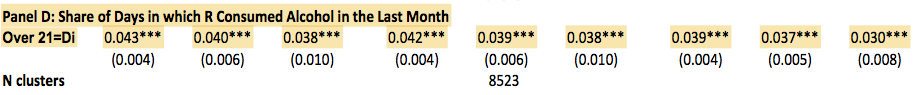 Panel D: Share of Days in which R Consumed Alcohol in the Last Month
Over 21=Di 0.043*** 0.040*** 0.038*** 0.042*** 0.039*** 0.038*** 0.039*** 0.037*** 0.030***
(0.004) (0.006) (0.010) (0.004) (0.006) (0.010) (0.004) (0.005) (0.008)
N clusters 8523